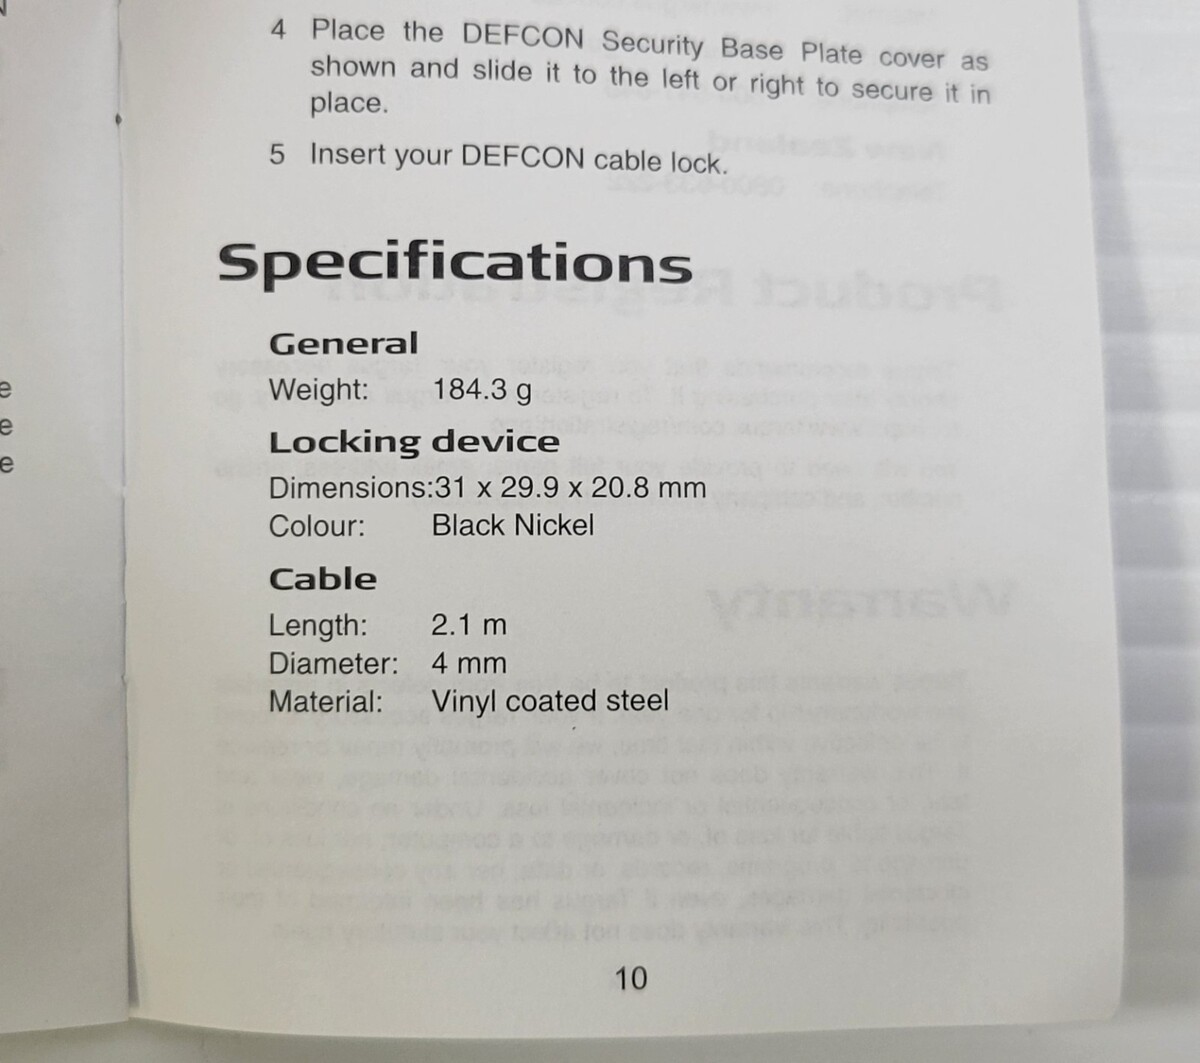 4 Place the DEFCON Security Base Plate cover as
shown and slide it to the left or right to secure it in
place.
5 Insert your DEFCON cable lock.
Specifications
General
Weight: 184.3 g
Locking device
Dimensions:31 x 29.9 x 20.8 mm
Colour: Black Nickel
Cable
Length: 2.1 m
Diameter: 4 mm
Material: Vinyl coated steel
10